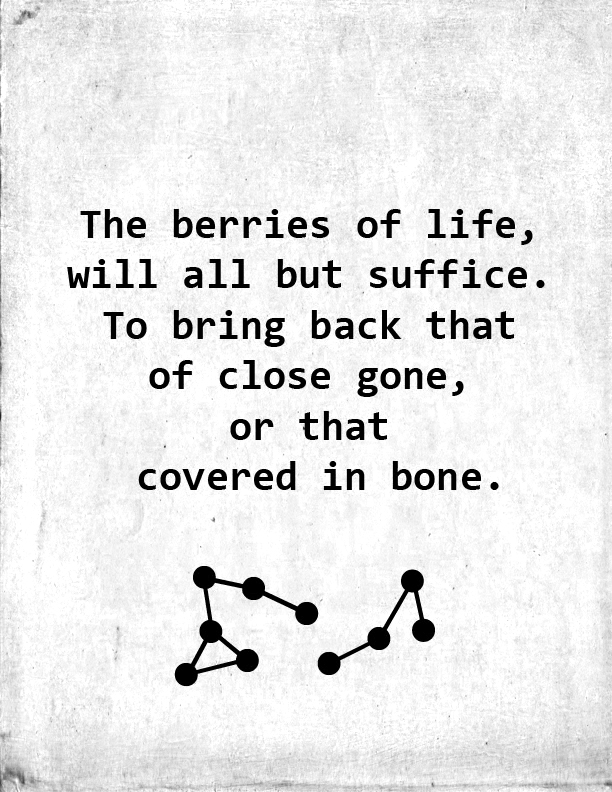 The berries of life,
will all but suffice.
To bring back that
of close gone,
or that
covered in bone.